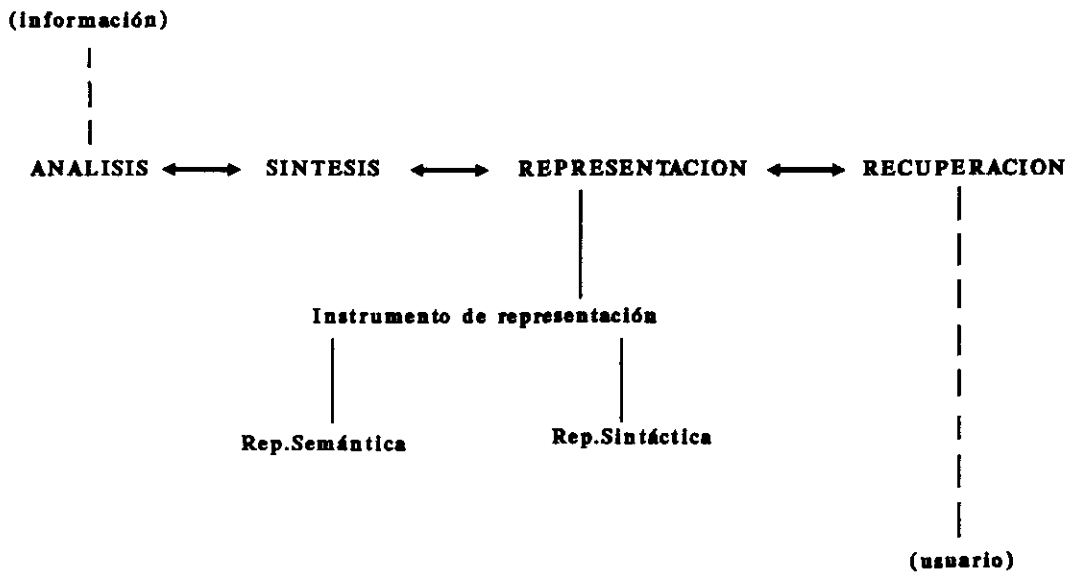 (información)
ANALISIS SINTESIS REPRESENTACION RECUPERACION
Instrumento de representación
Rep.Semántica Rep.Sintáctica
(usuario)